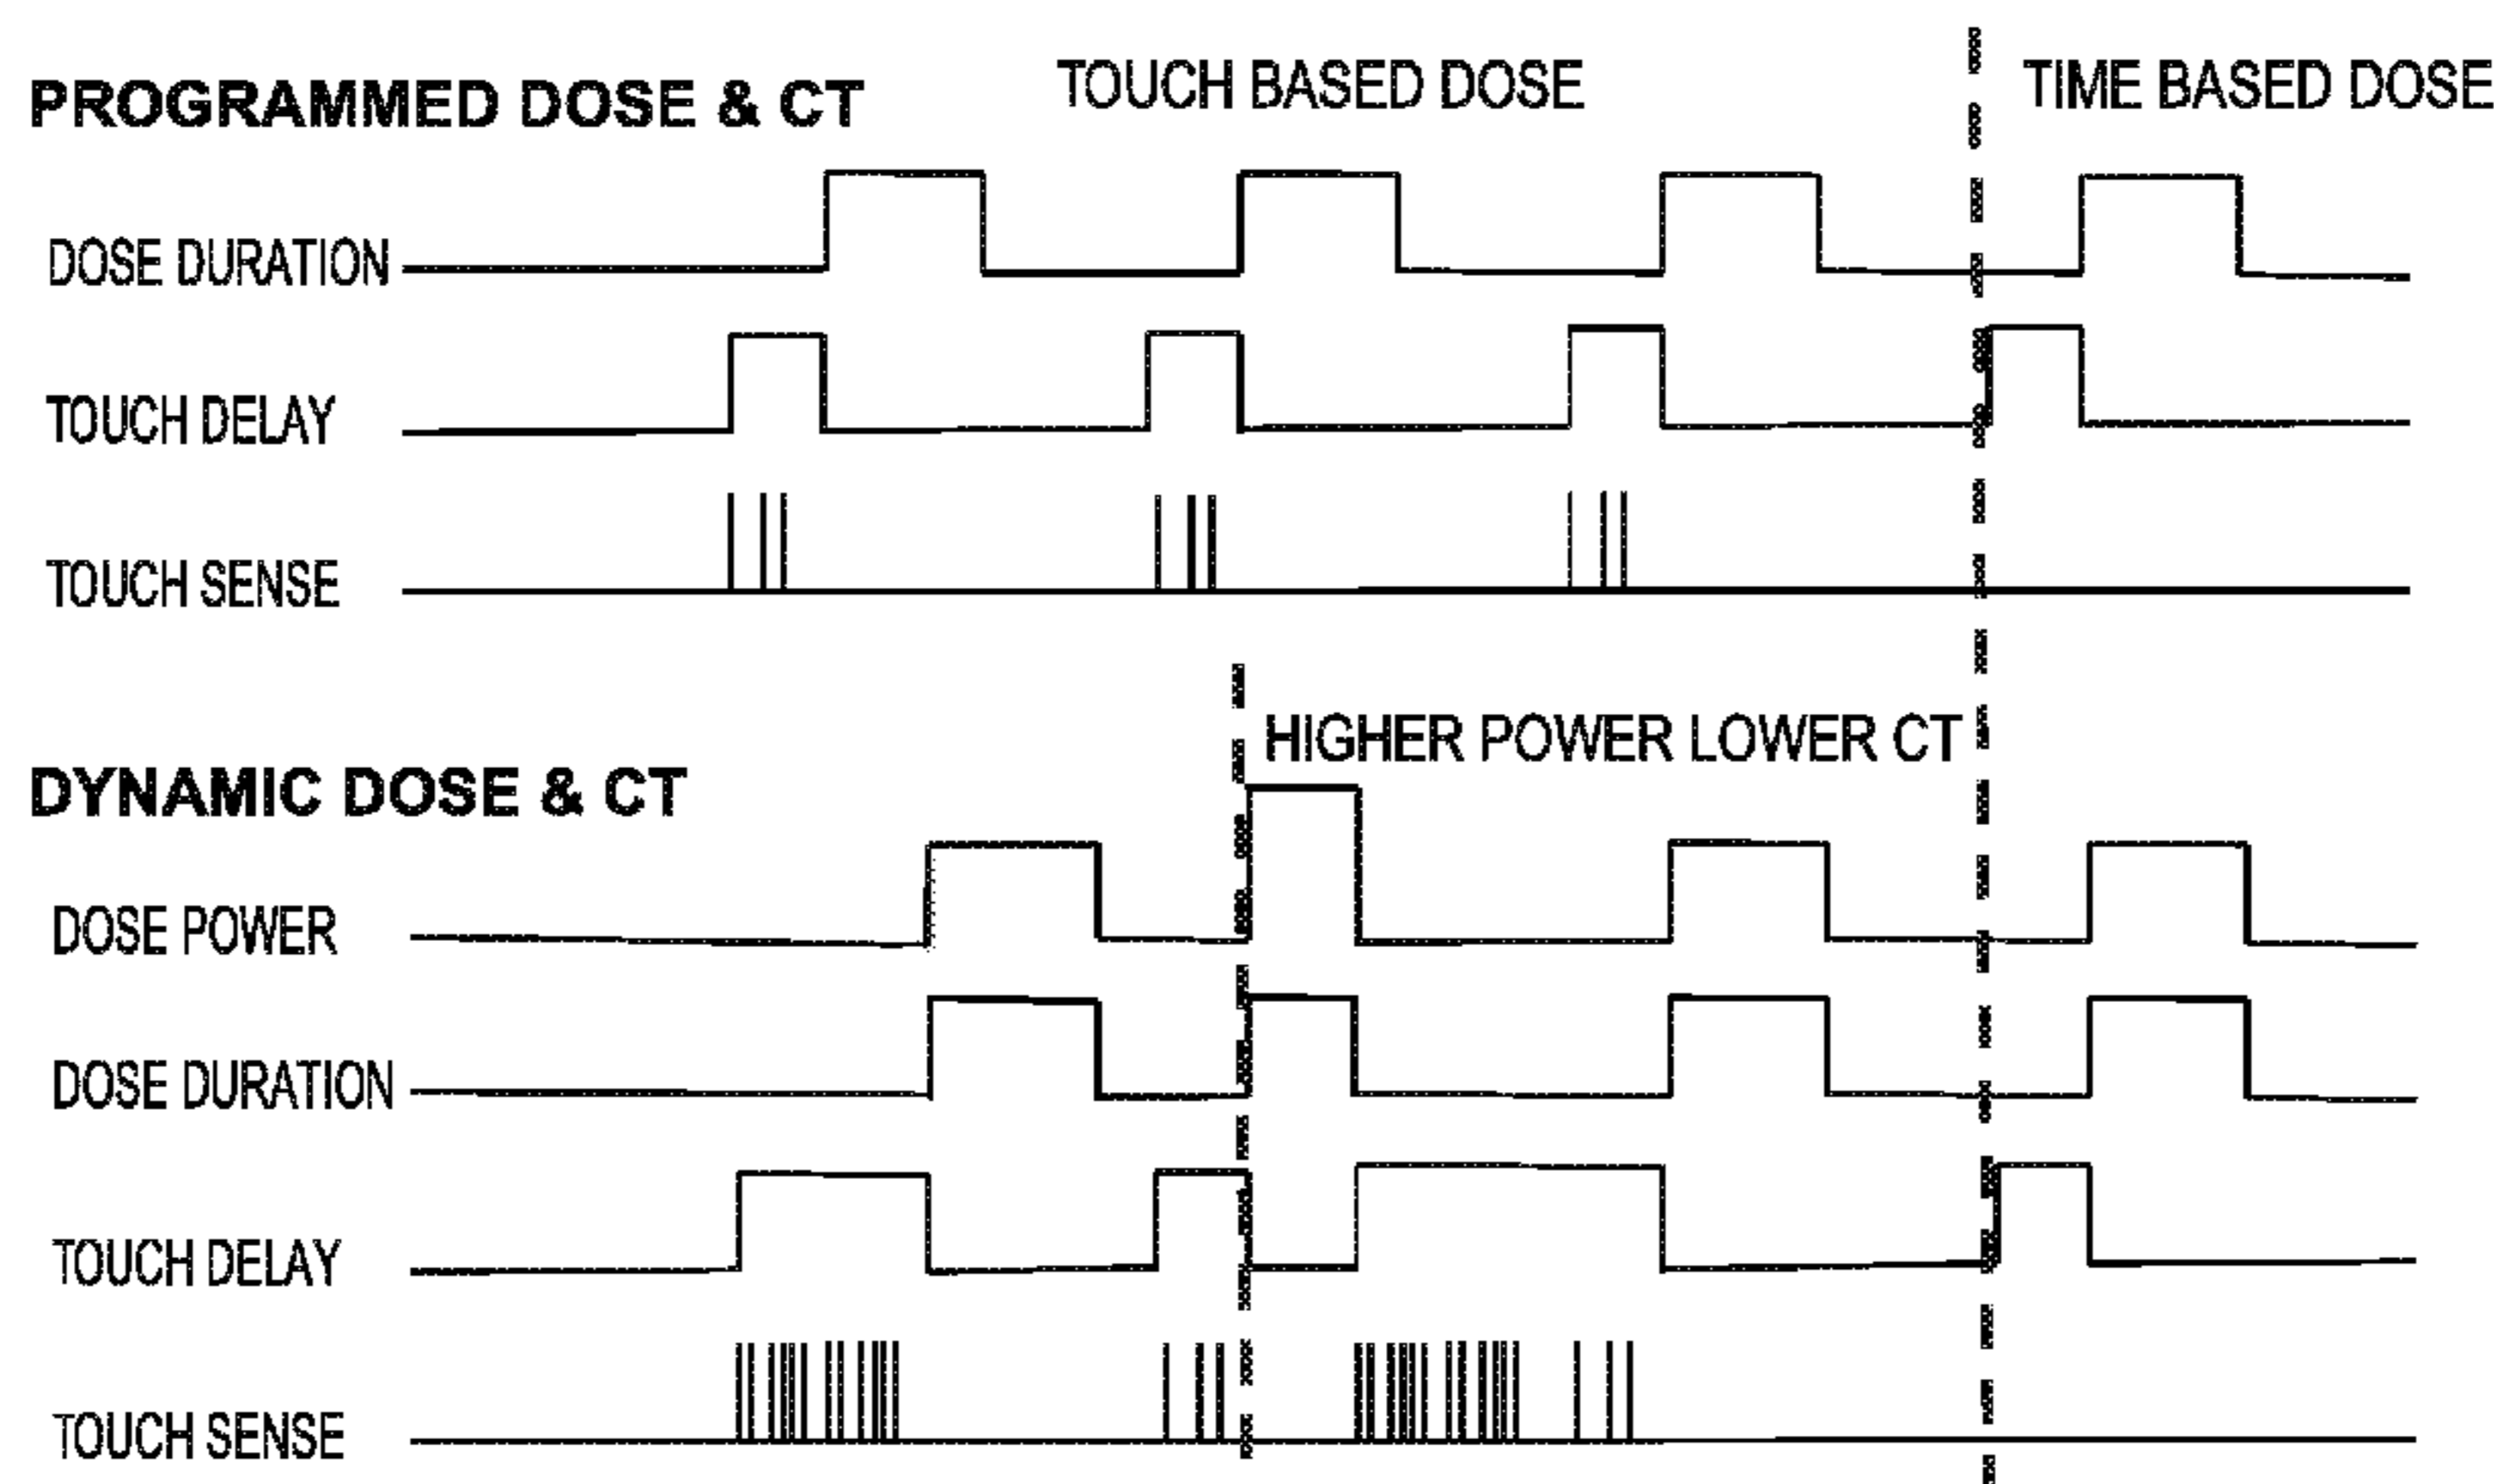 TOUCH BASED DOSE
TIME BASED DOSE
PROGRAMMED DOSE & CT
DOSE DURATION
TOUCH DELAY
TOUCH SENSE
HIGHER POWER LOWER CT
DYNAMIC DOSE & CT
DOSE POWER
DOSE DURATION
TOUCH DELAY
TOUCH SENSE